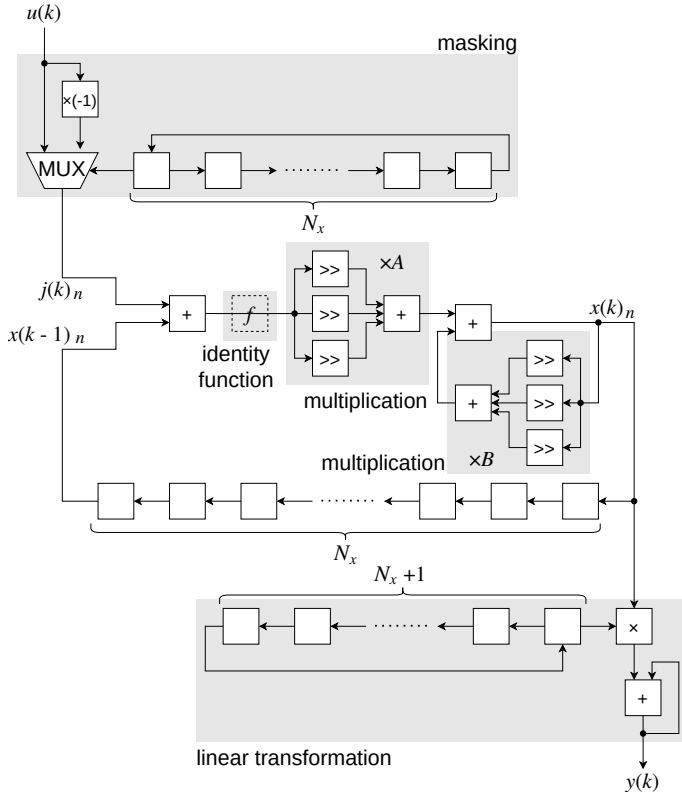 u(k)
masking
×(-1)
MUX
........
N_x
j(k)_n
x(k-1)_n
+
f
identity
function
>>
>>
>>
×A
+
multiplication
+
x(k)_n
+
>>
>>
>>
×B
multiplication
........
N_x
N_x+1
........
×
+
linear transformation
y(k)